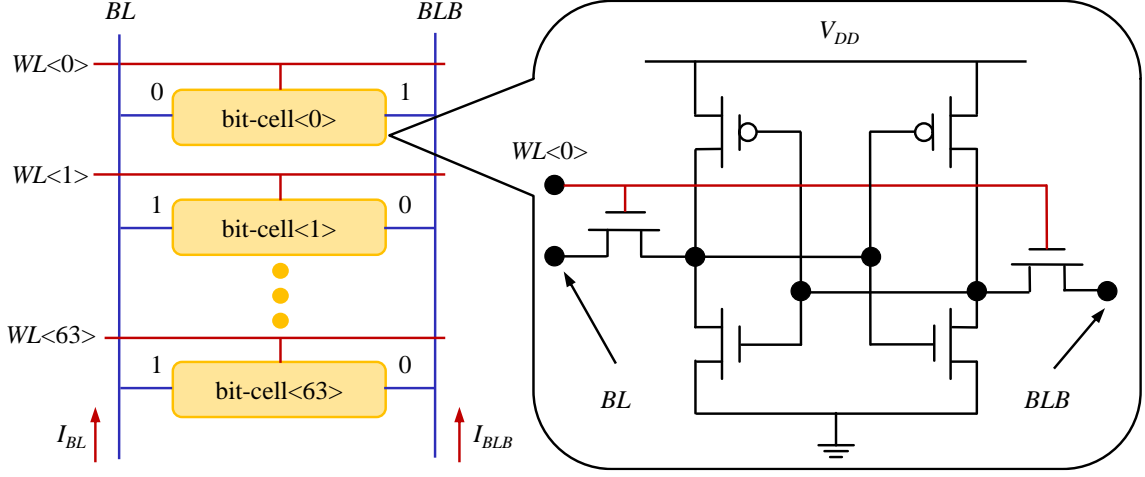 BL
BLB
WL<0>
0
1
bit-cell<0>
WL<1>
1
0
bit-cell<1>
WL<63>
1
0
bit-cell<63>
I_BL
I_BLB
V_DD
WL<0>
BL
BLB